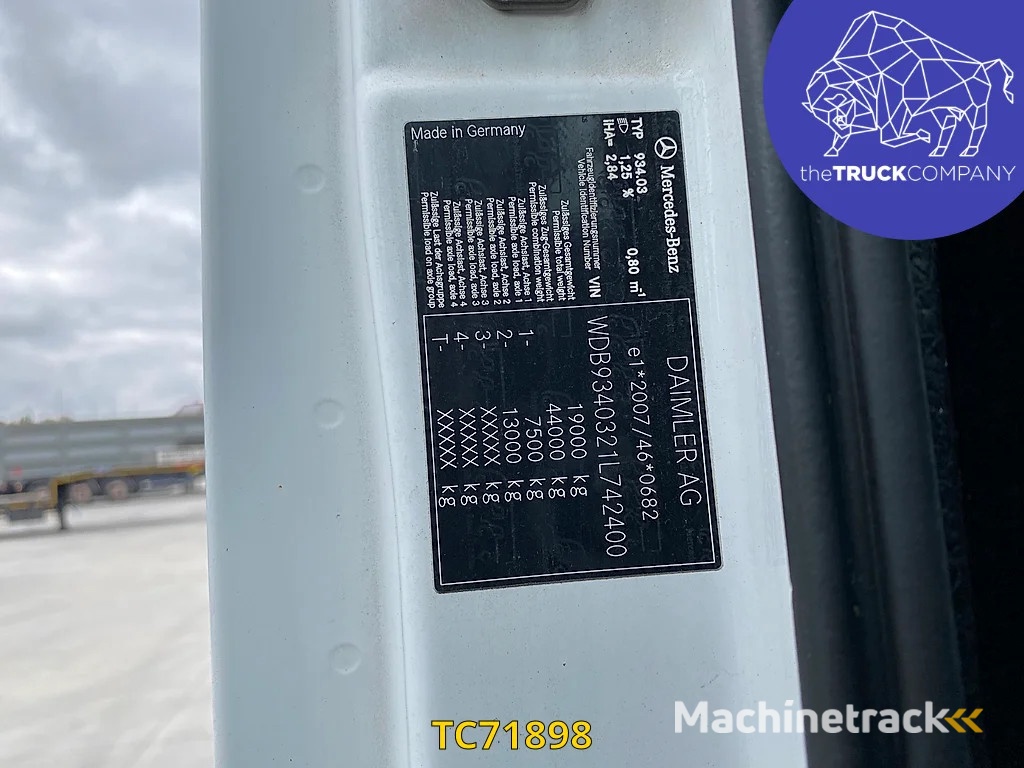 theTRUCKCOMPANY
Mercedes-Benz
TYP 934.03
1,25 % 0,80 m⁻¹
IHA= 2,84
DAIMLER AG
e1*2007/46*0682
Fahrzeugidentifizierungsnummer
Vehicle Identification Number
VIN WDB9340321L742400
Zulässiges Gesamtgewicht
Permissible total weight
19000 kg
Zulässiges Zug-Gesamtgewicht
Permissible combination weight
44000 kg
Zulässige Achslast, Achse 1
Permissible axle load, axle 1
1- 7500 kg
Zulässige Achslast, Achse 2
Permissible axle load, axle 2
2- 13000 kg
Zulässige Achslast, Achse 3
Permissible axle load, axle 3
3- XXXXX kg
Zulässige Achslast, Achse 4
Permissible axle load, axle 4
4- XXXXX kg
Zulässige Last der Achsgruppe
Permissible load on axle group
T- XXXXX kg
Made in Germany
Machinetrack
TC71898